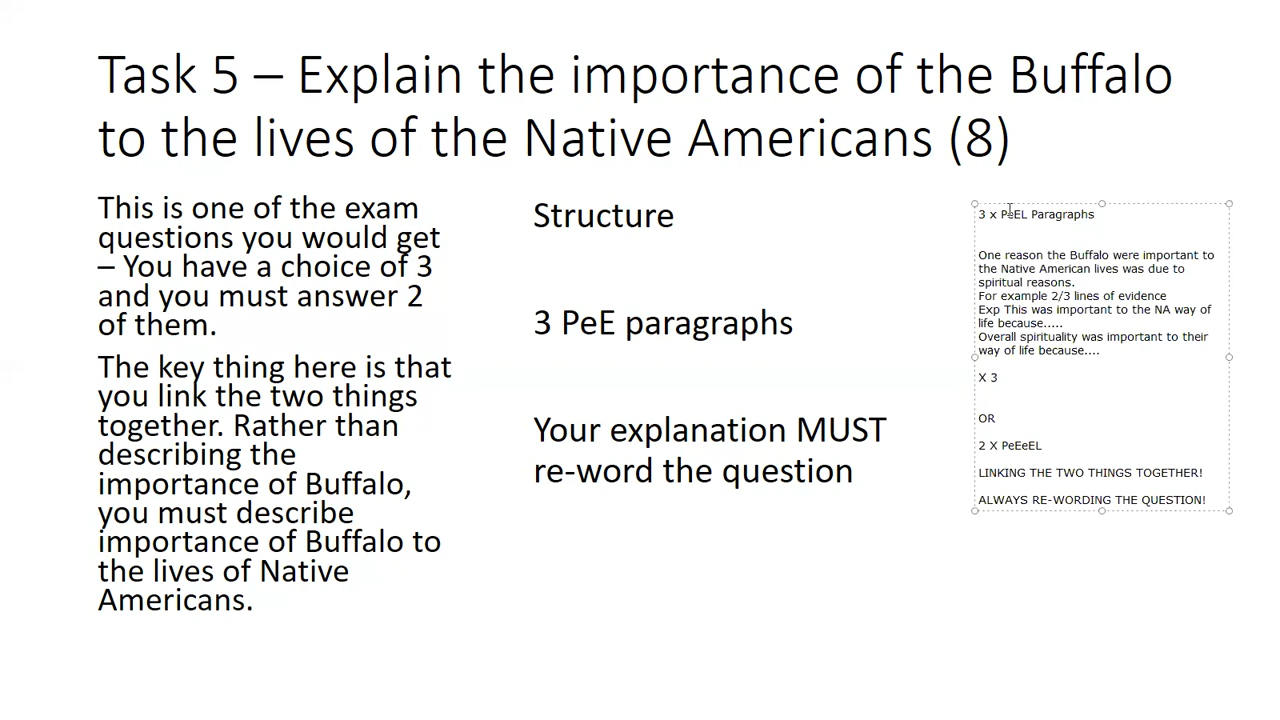 Task 5 – Explain the importance of the Buffalo
to the lives of the Native Americans (8)
This is one of the exam
questions you would get
– You have a choice of 3
and you must answer 2
of them.
The key thing here is that
you link the two things
together. Rather than
describing the
importance of Buffalo,
you must describe
importance of Buffalo to
the lives of Native
Americans.
Structure
3 PeE paragraphs
Your explanation MUST
re-word the question
3 x PeEL Paragraphs
One reason the Buffalo were important to
the Native American lives was due to
spiritual reasons.
For example 2/3 lines of evidence
Exp This was important to the NA way of
life because.....
Overall spirituality was important to their
way of life because....
X 3
OR
2 X PeEeEL
LINKING THE TWO THINGS TOGETHER!
ALWAYS RE-WORDING THE QUESTION!